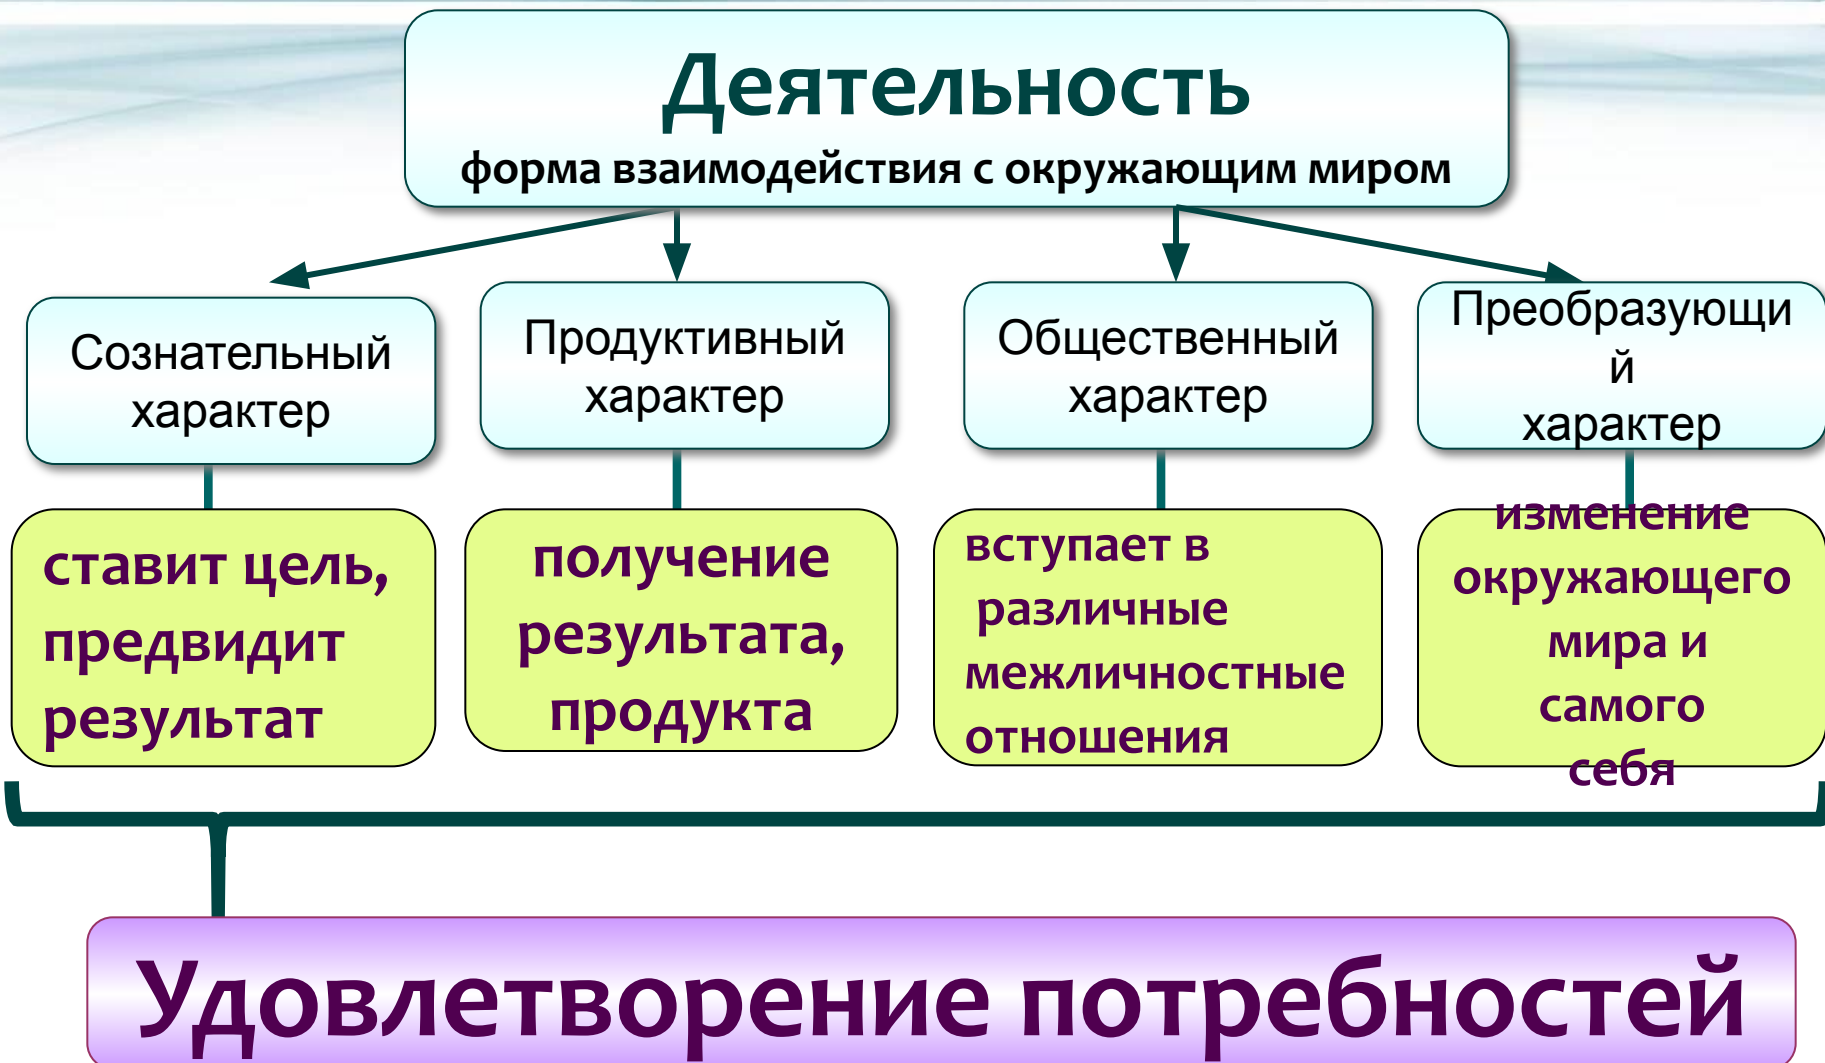 Деятельность
форма взаимодействия с окружающим миром
Сознательный
характер
Продуктивный
характер
Общественный
характер
Преобразующи
й
характер
ставит цель,
предвидит
результат
получение
результата,
продукта
вступает в
различные
межличностные
отношения
изменение
окружающего
мира и
самого
себя
Удовлетворение потребностей